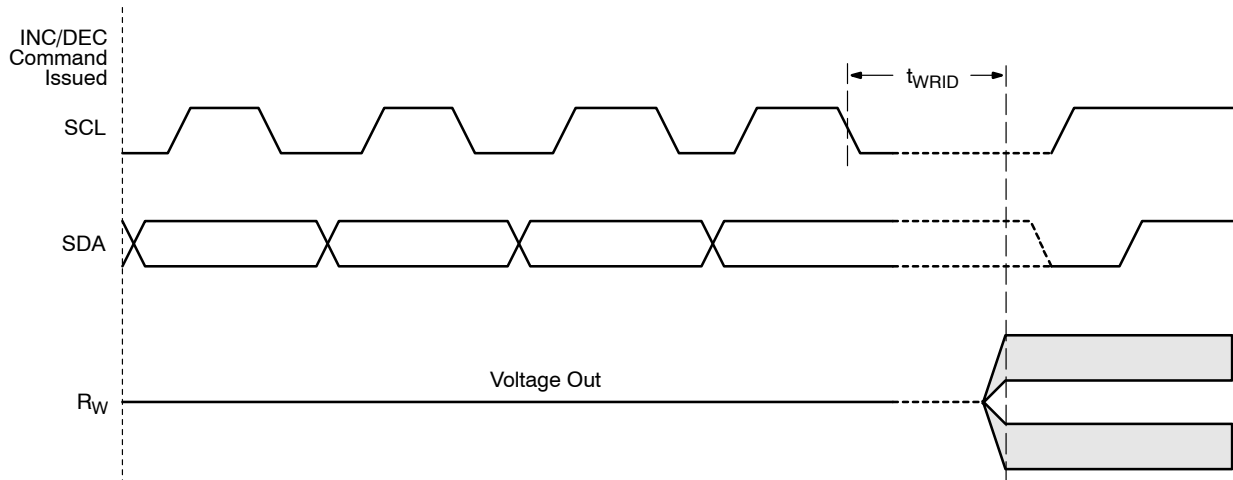 INC/DEC
Command
Issued
tWRID
SCL
SDA
Voltage Out
RW